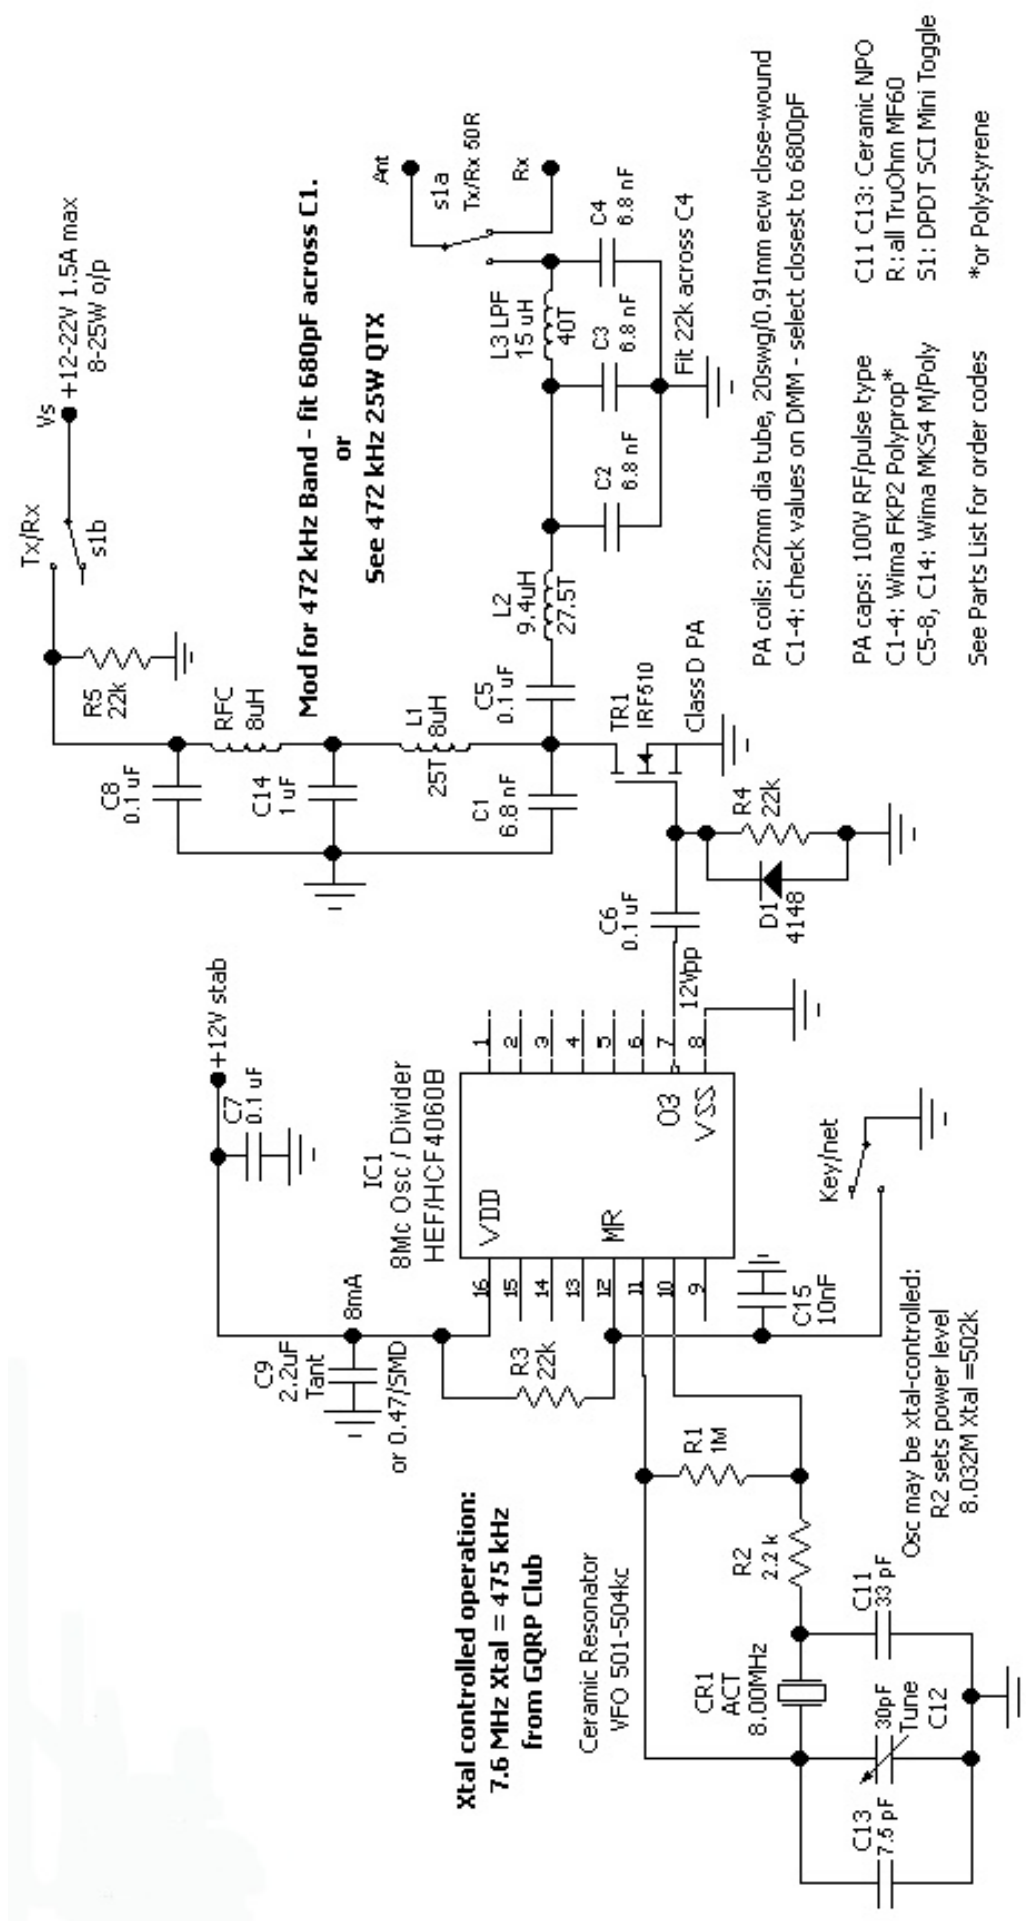 Xtal controlled operation:
7.6 MHz Xtal = 475 kHz
from GQRP Club
Ceramic Resonator
VFO 501-504kc
C13
7.5 pF
30pF
Tune
C12
CR1
ACT
8.00MHz
C11
33 pF
R2
2.2 k
R1
1M
Osc may be xtal-controlled:
R2 sets power level
8.032M Xtal =502k
C9
2.2uF
Tant
or 0.47/SMD
8mA
R3
22k
C7
0.1 uF
+12V stab
IC1
8Mc Osc / Divider
HEF/HCF4060B
VDD
MR
O3
VSS
16
15
14
13
12
11
10
9
1
2
3
4
5
6
7
8
C15
10nF
Key/net
12Vpp
C6
0.1 uF
D1
4148
R4
22k
TR1
IRF510
Class D PA
C8
0.1 uF
C14
1 uF
C1
6.8 nF
RFC
8uH
L1
8uH
25T
C5
0.1 uF
R5
22k
Tx/Rx
s1b
Vs
+12-22V 1.5A max
8-25W o/p
Mod for 472 kHz Band - fit 680pF across C1.
or
See 472 kHz 25W QTX
L2
9.4uH
27.5T
C2
6.8 nF
C3
6.8 nF
L3 LPF
15 uH
40T
C4
6.8 nF
Fit 22k across C4
Ant
s1a
Tx/Rx 50R
Rx
PA coils: 22mm dia tube, 20swg/0.91mm ecw close-wound
C1-4: check values on DMM - select closest to 6800pF
PA caps: 100V RF/pulse type
C1-4: Wima FKP2 Polyprop*
C5-8, C14: Wima MKS4 M/Poly
See Parts List for order codes
C11 C13: Ceramic NPO
R: all TruOhm MF60
S1: DPDT SCI Mini Toggle
*or Polystyrene